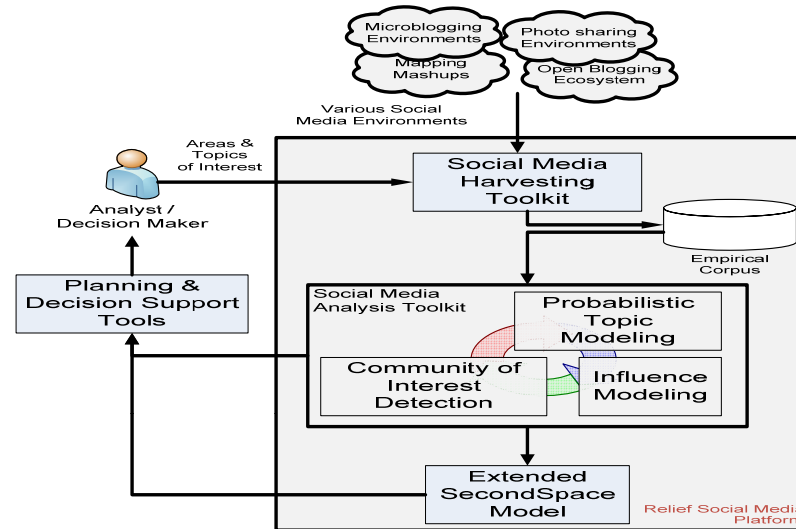 Microblogging
Environments
Photo sharing
Environments
Mapping
Mashups
Open Blogging
Ecosystem
Various Social
Media Environments
Areas &
Topics
of Interest
Social Media
Harvesting
Toolkit
Analyst /
Decision Maker
Empirical
Corpus
Planning &
Decision Support
Tools
Social Media
Analysis Toolkit
Probabilistic
Topic
Modeling
Community of
Interest
Detection
Influence
Modeling
Extended
SecondSpace
Model
Relief Social Media
Platform